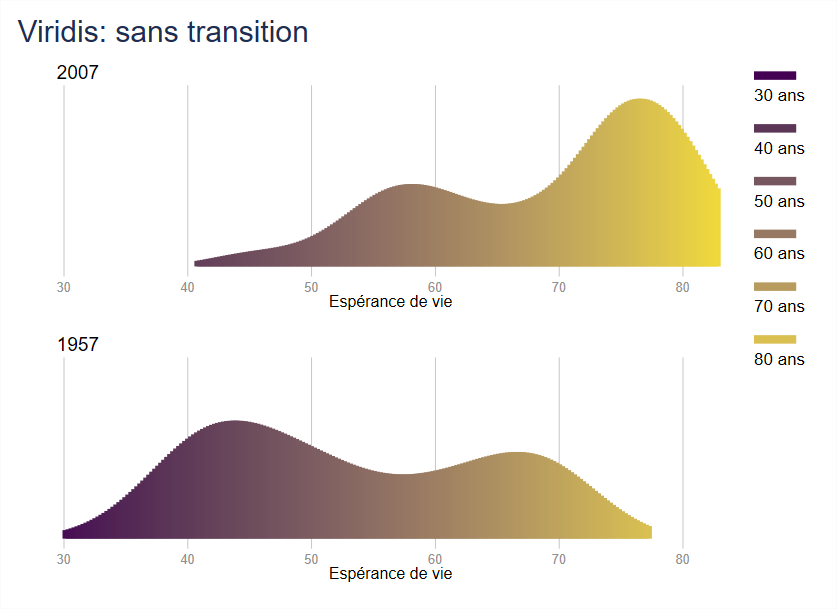 Viridis: sans transition
2007
30 40 50 60 70 80
Espérance de vie
1957
30 40 50 60 70 80
Espérance de vie
30 ans
40 ans
50 ans
60 ans
70 ans
80 ans